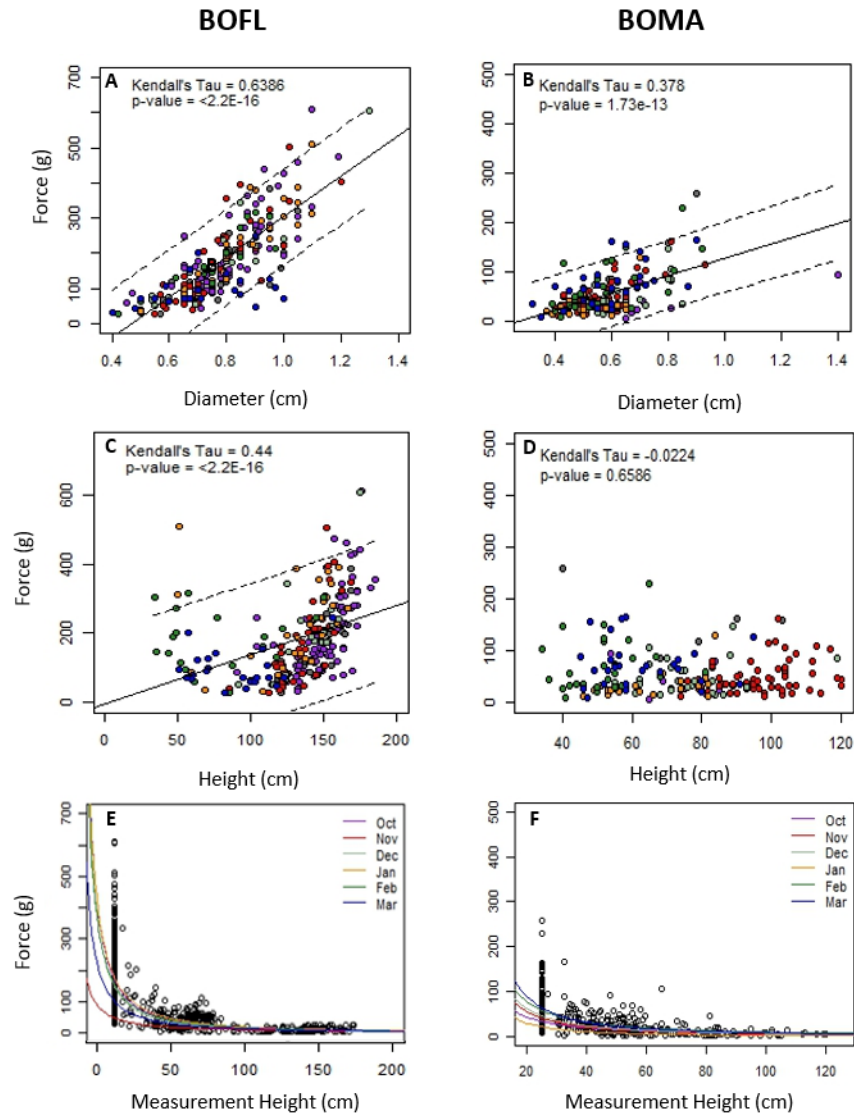 BOFL
BOMA
A
Kendall's Tau = 0.6386
p-value = <2.2E-16
Force (g)
700
500
300
100
0
0.4 0.6 0.8 1.0 1.2 1.4
Diameter (cm)
B
Kendall's Tau = 0.378
p-value = 1.73e-13
500
400
300
200
100
0
0.4 0.6 0.8 1.0 1.2 1.4
Diameter (cm)
C
Kendall's Tau = 0.44
p-value = <2.2E-16
Force (g)
600
400
200
0
0 50 100 150 200
Height (cm)
D
Kendall's Tau = -0.0224
p-value = 0.6586
500
400
300
200
100
0
40 60 80 100 120
Height (cm)
E
Oct
Nov
Dec
Jan
Feb
Mar
Force (g)
700
500
300
100
0
0 50 100 150 200
Measurement Height (cm)
F
Oct
Nov
Dec
Jan
Feb
Mar
500
400
300
200
100
0
20 40 60 80 100 120
Measurement Height (cm)